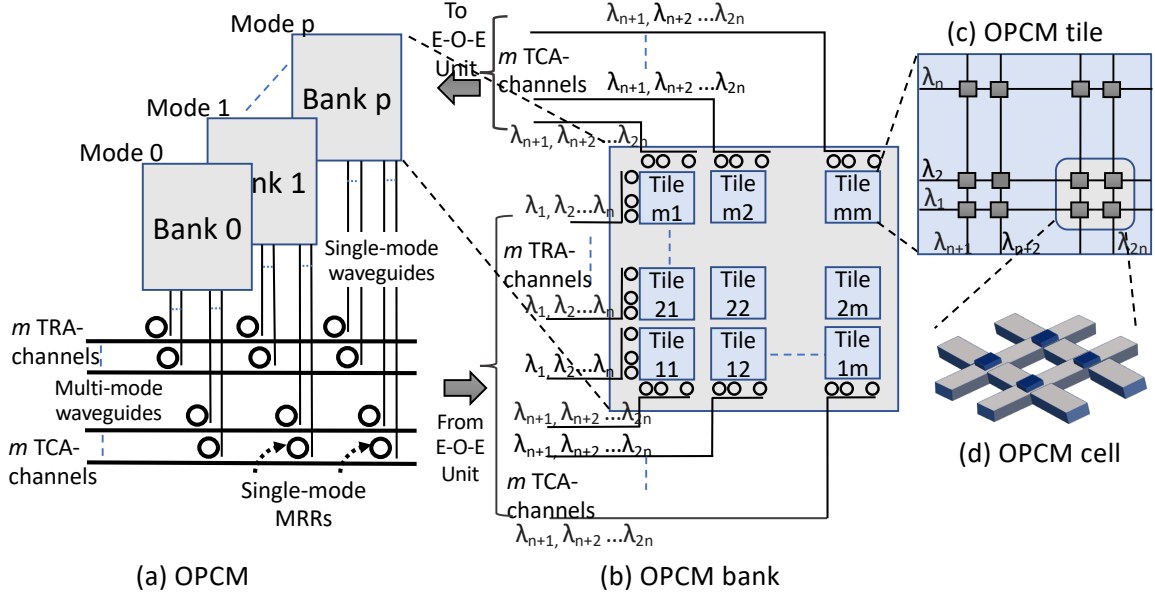 Mode p
Bank p
Mode 1
nk 1
Mode 0
Bank 0
Single-mode
waveguides
m TRA-
channels
Multi-mode
waveguides
m TCA-
channels
Single-mode
MRRs
(a) OPCM
To
E-O-E
Unit
m TCA-
channels
λn+1, λn+2 ...λ2n
λn+1, λn+2 ...λ2n
λn+1, λn+2 ...λ2n
λ1, λ2...λn
m TRA-
channels
λ1, λ2...λn
λ1, λ2...λn
From
E-O-E
Unit
λn+1, λn+2 ...λ2n
λn+1, λn+2 ...λ2n
m TCA-
channels
λn+1, λn+2 ...λ2n
Tile
m1
Tile
m2
Tile
mm
Tile
21
Tile
22
Tile
2m
Tile
11
Tile
12
Tile
1m
(b) OPCM bank
(c) OPCM tile
λn
λ2
λ1
λn+1
λn+2
λ2n
(d) OPCM cell